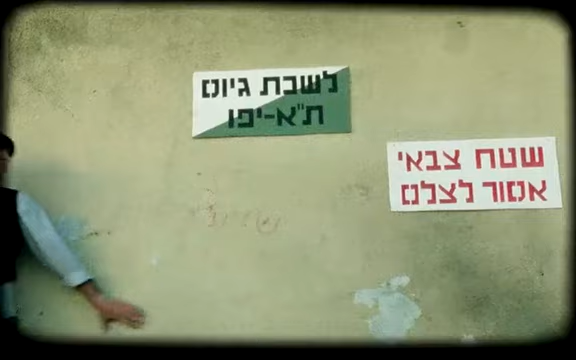 לשכת גיוס
ת"א-יפו
שטח צבאי
אסור לצלם